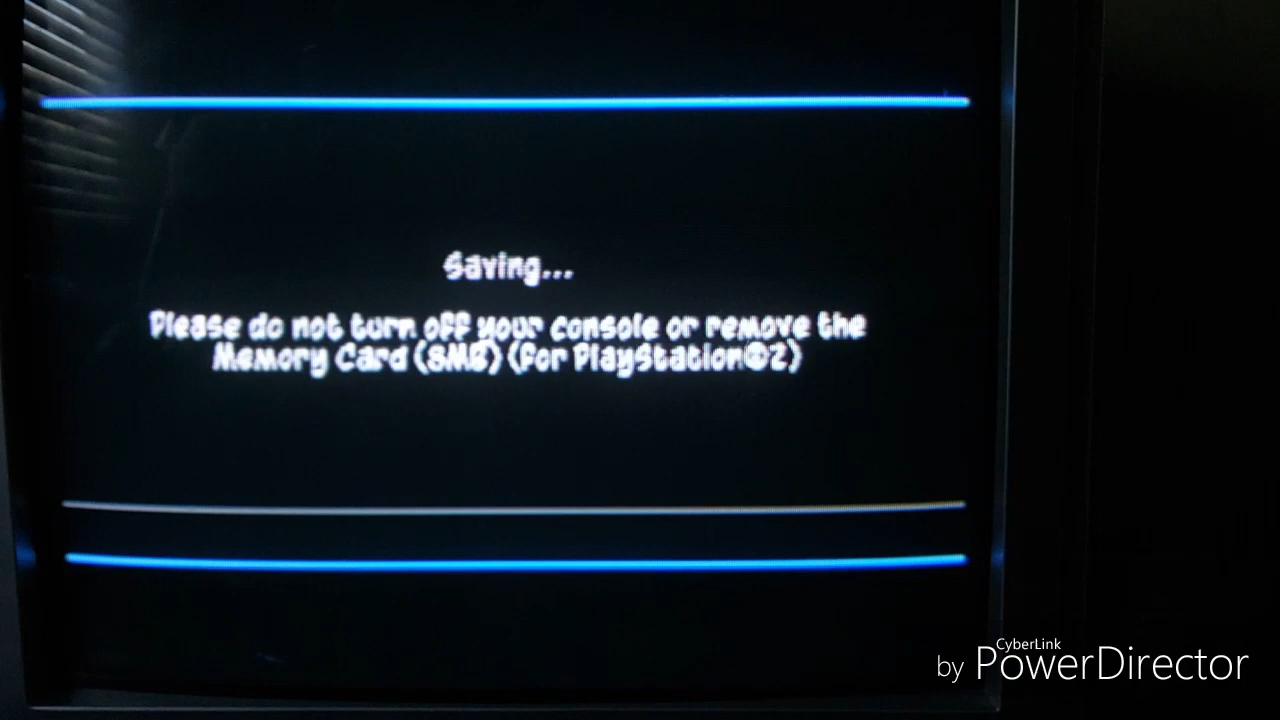 Saving...
Please do not turn off your console or remove the
Memory Card (8MB) (for PlayStation®2)
CyberLink
by PowerDirector